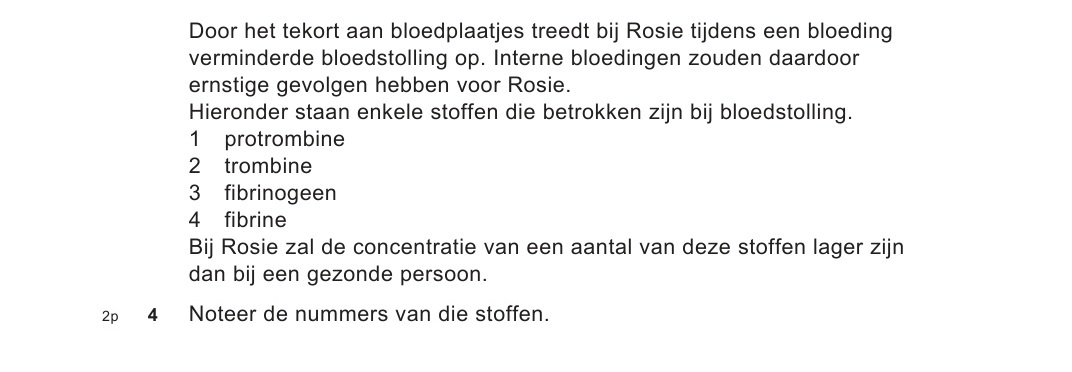 Door het tekort aan bloedplaatjes treedt bij Rosie tijdens een bloeding
verminderde bloedstolling op. Interne bloedingen zouden daardoor
ernstige gevolgen hebben voor Rosie.
Hieronder staan enkele stoffen die betrokken zijn bij bloedstolling.
1 protrombine
2 trombine
3 fibrinogeen
4 fibrine
Bij Rosie zal de concentratie van een aantal van deze stoffen lager zijn
dan bij een gezonde persoon.
2p 4 Noteer de nummers van die stoffen.